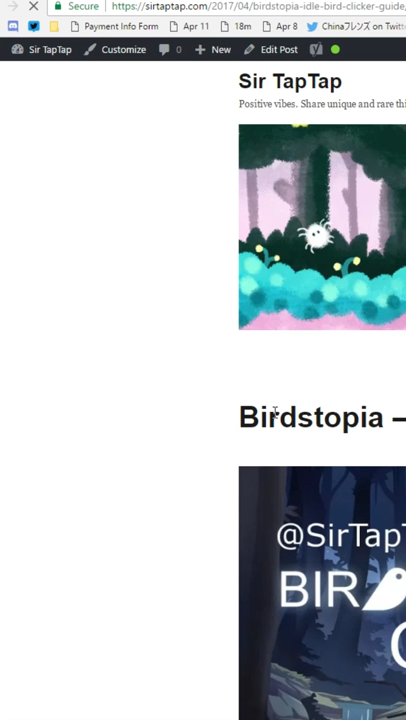 Secure https://sirtaptap.com/2017/04/birdstopia-idle-bird-clicker-guide
Payment Info Form Apr 11 18m Apr 8 Chinaフレンズ on Twitt
Sir TapTap Customize 0 New Edit Post
Sir TapTap
Positive vibes. Share unique and rare thi
Birdstopia –
@SirTapT
BIR